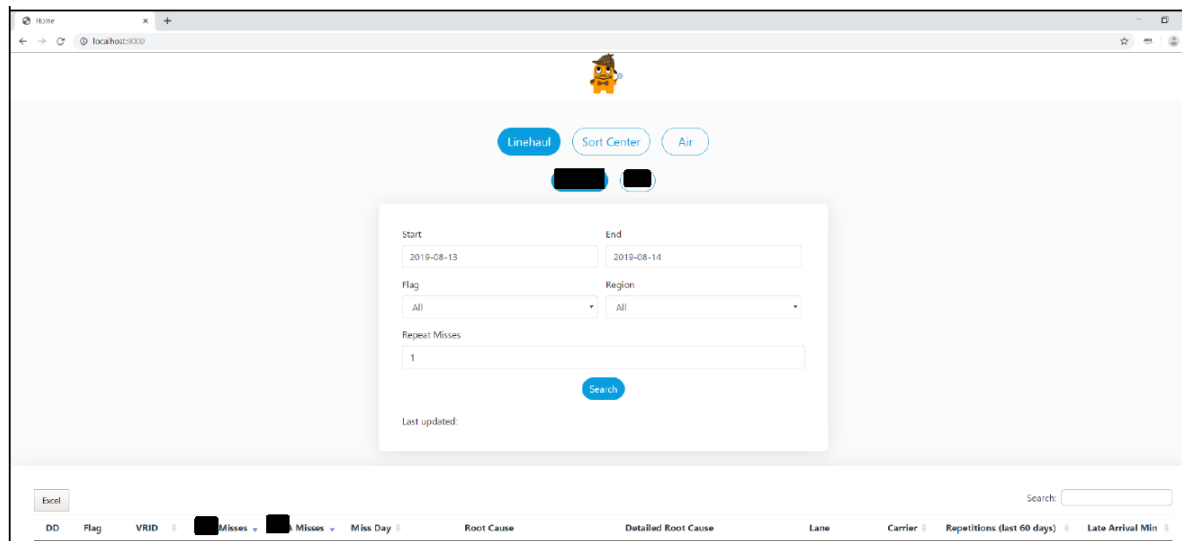 Home
localhost:9000
Linehaul Sort Center Air
Start End
2019-08-13 2019-08-14
Flag Region
All All
Repeat Misses
1
Search
Last updated:
Excel Search:
DD Flag VRID Misses A Misses Miss Day Root Cause Detailed Root Cause Lane Carrier Repetitions (last 60 days) Late Arrival Min